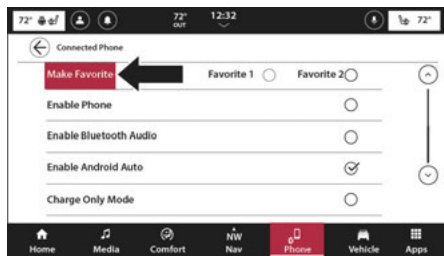 72° 72° OUT 12:32 72°
Connected Phone
Make Favorite Favorite 1 Favorite 2
Enable Phone
Enable Bluetooth Audio
Enable Android Auto
Charge Only Mode
NW
Home Media Comfort Nav Phone Vehicle Apps